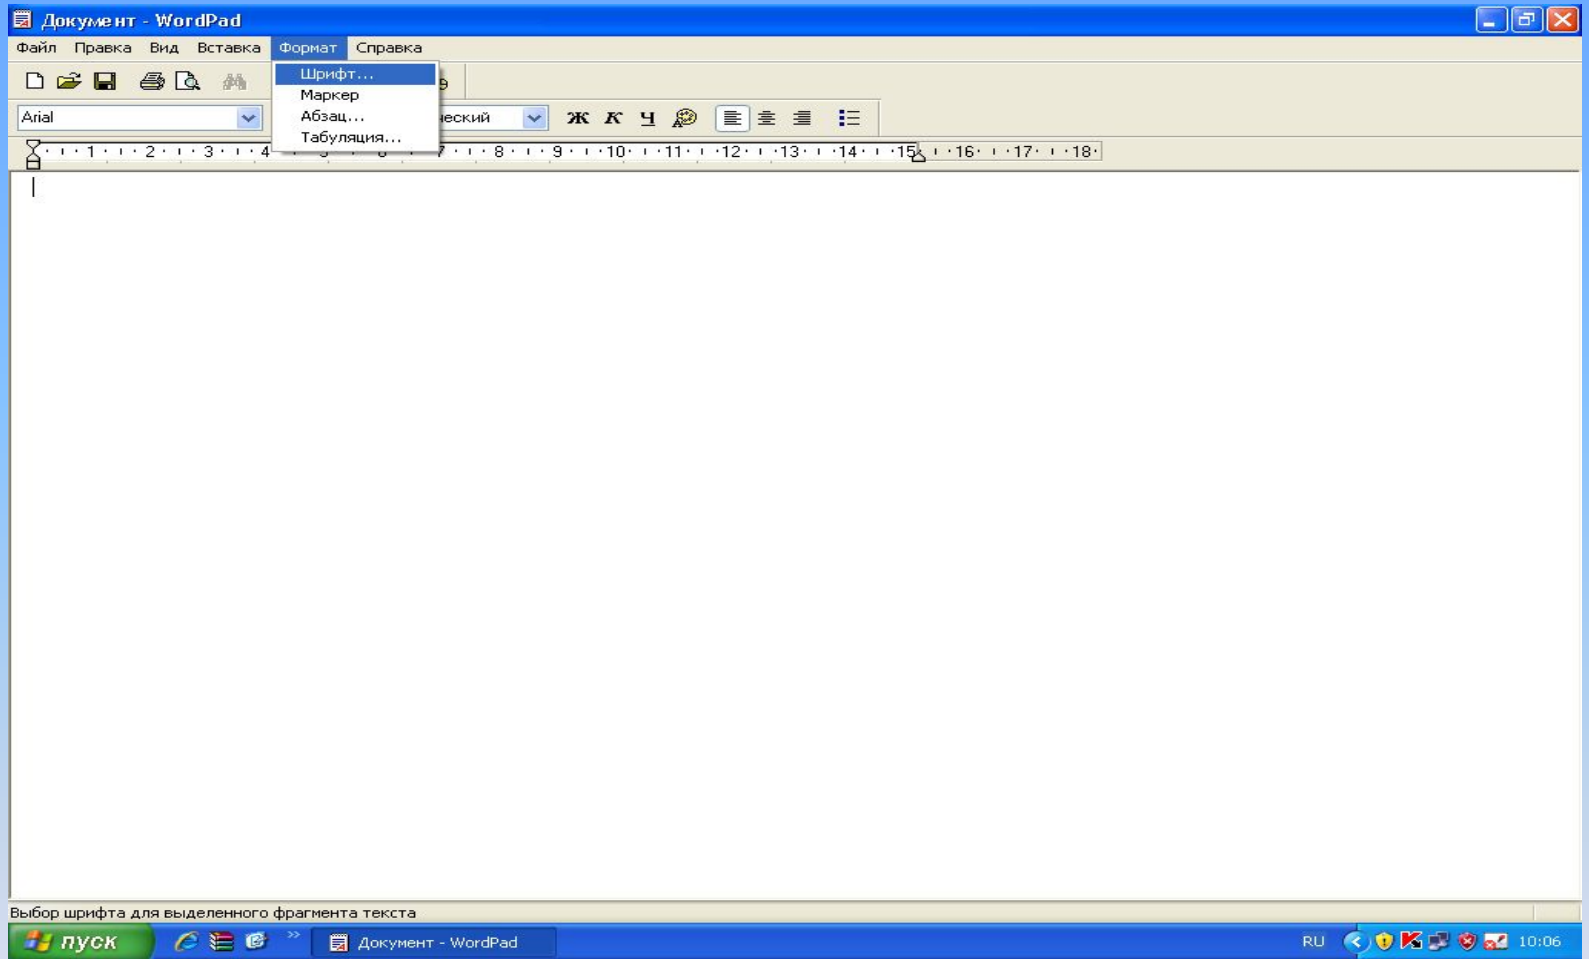 Документ - WordPad
Файл Правка Вид Вставка Формат Справка
Шрифт...
Маркер
Абзац...
Табуляция...
Arial
Ж К Ч
1 2 3 4 7 8 9 10 11 12 13 14 15 16 17 18
Выбор шрифта для выделенного фрагмента текста
пуск Документ - WordPad RU 10:06